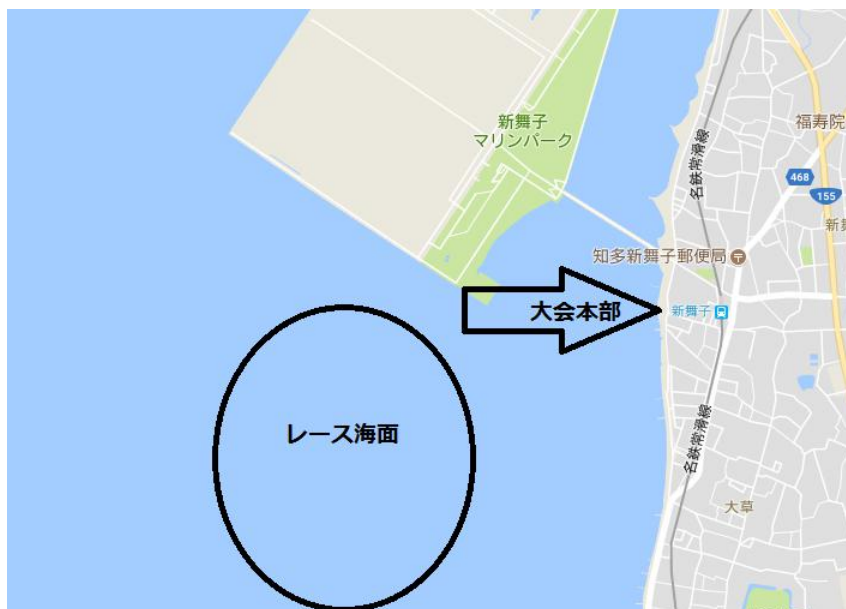 新舞子
マリンパーク
福寿院
名鉄常滑線
468
155
新舞
知多新舞子郵便局
大会本部
新舞子
レース海面
名鉄常滑線
大草